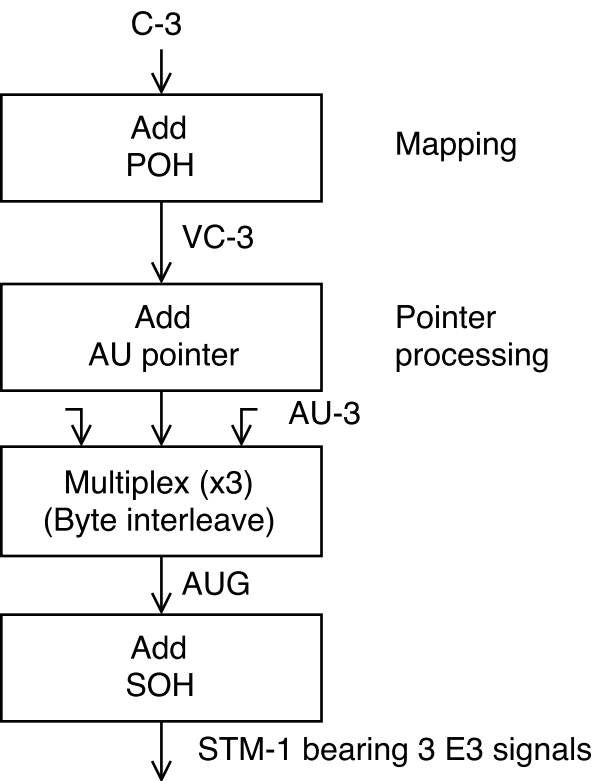 C-3
Add
POH
Mapping
VC-3
Add
AU pointer
Pointer
processing
AU-3
Multiplex (x3)
(Byte interleave)
AUG
Add
SOH
STM-1 bearing 3 E3 signals